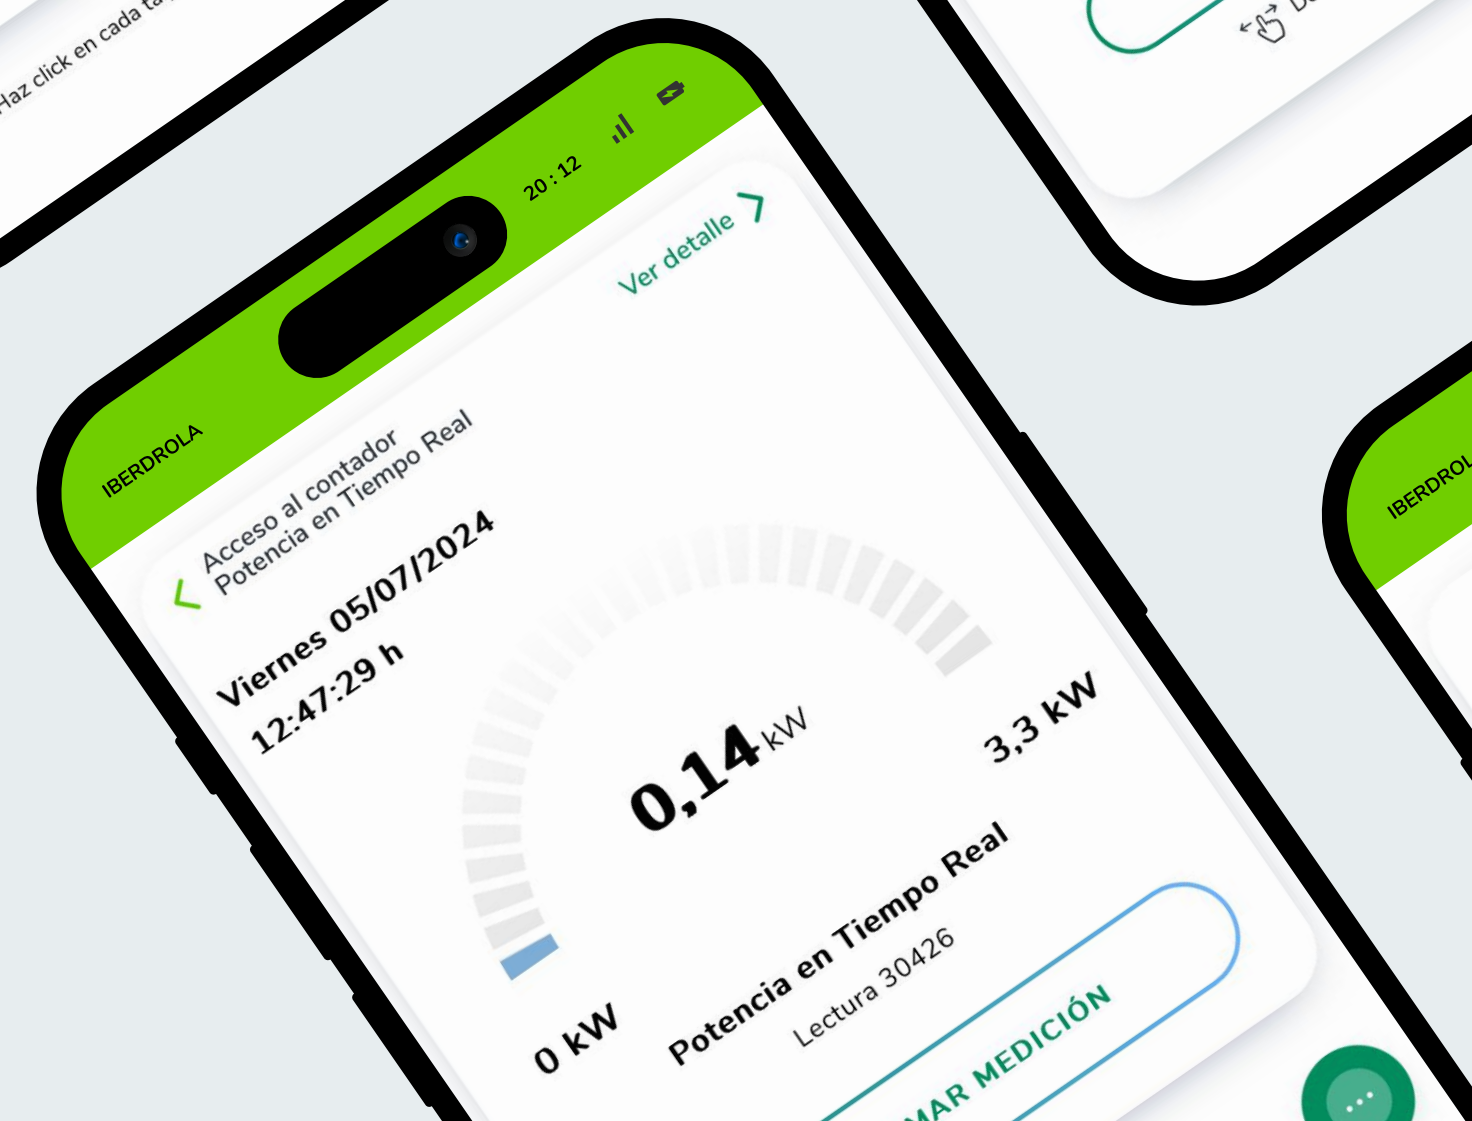 Haz click en cada
20:12
IBERDROLA
Ver detalle
Acceso al contador
Potencia en Tiempo Real
Viernes 05/07/2024
12:47:29 h
0,14 kW
0 kW
3,3 kW
Potencia en Tiempo Real
Lectura 30426
MAR MEDICIÓN
IBERDROL